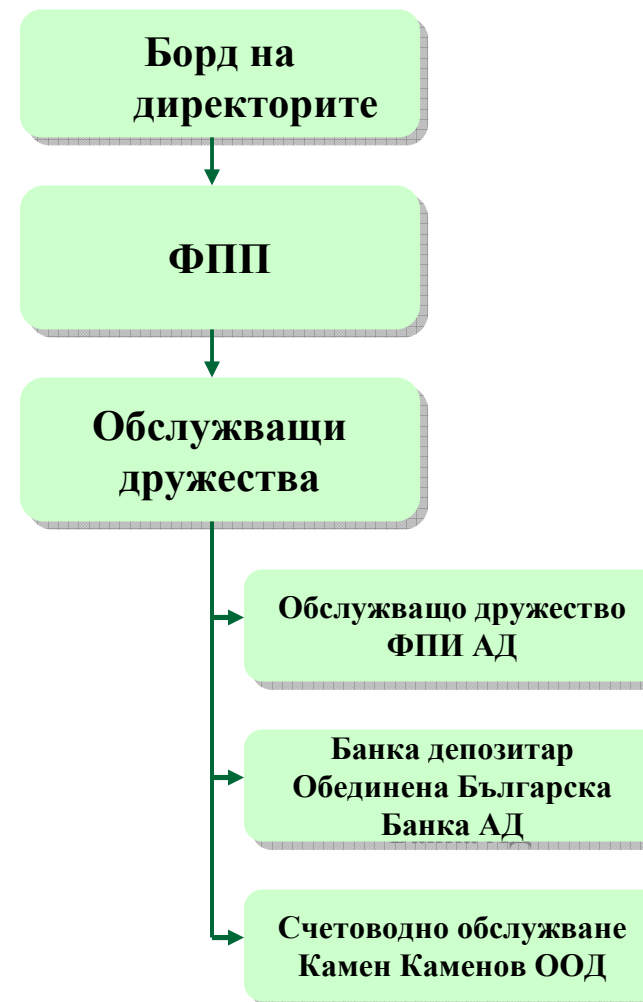 Борд на
директорите
ФПП
Обслужващи
дружества
Обслужващо дружество
ФПИ АД
Банка депозитар
Обединена Българска
Банка АД
Счетоводно обслужване
Камен Каменов ООД